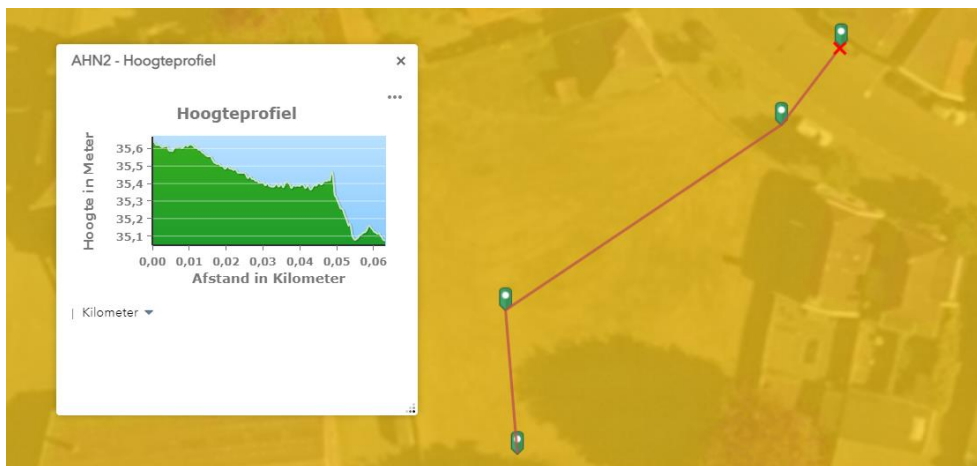 AHN2 - Hoogteprofiel ×
...
Hoogteprofiel
Hoogte in Meter
35,6
35,5
35,4
35,3
35,2
35,1
0,00 0,01 0,02 0,03 0,04 0,05 0,06
Afstand in Kilometer
| Kilometer